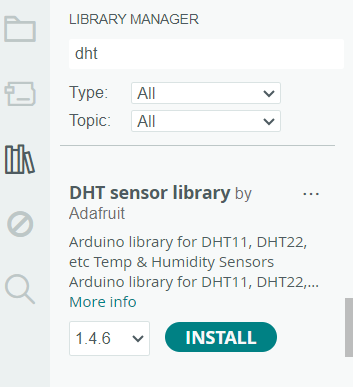 LIBRARY MANAGER
dht
Type: All
Topic: All
DHT sensor library by
Adafruit
Arduino library for DHT11, DHT22,
etc Temp & Humidity Sensors
Arduino library for DHT11, DHT22,...
More info
1.4.6 INSTALL